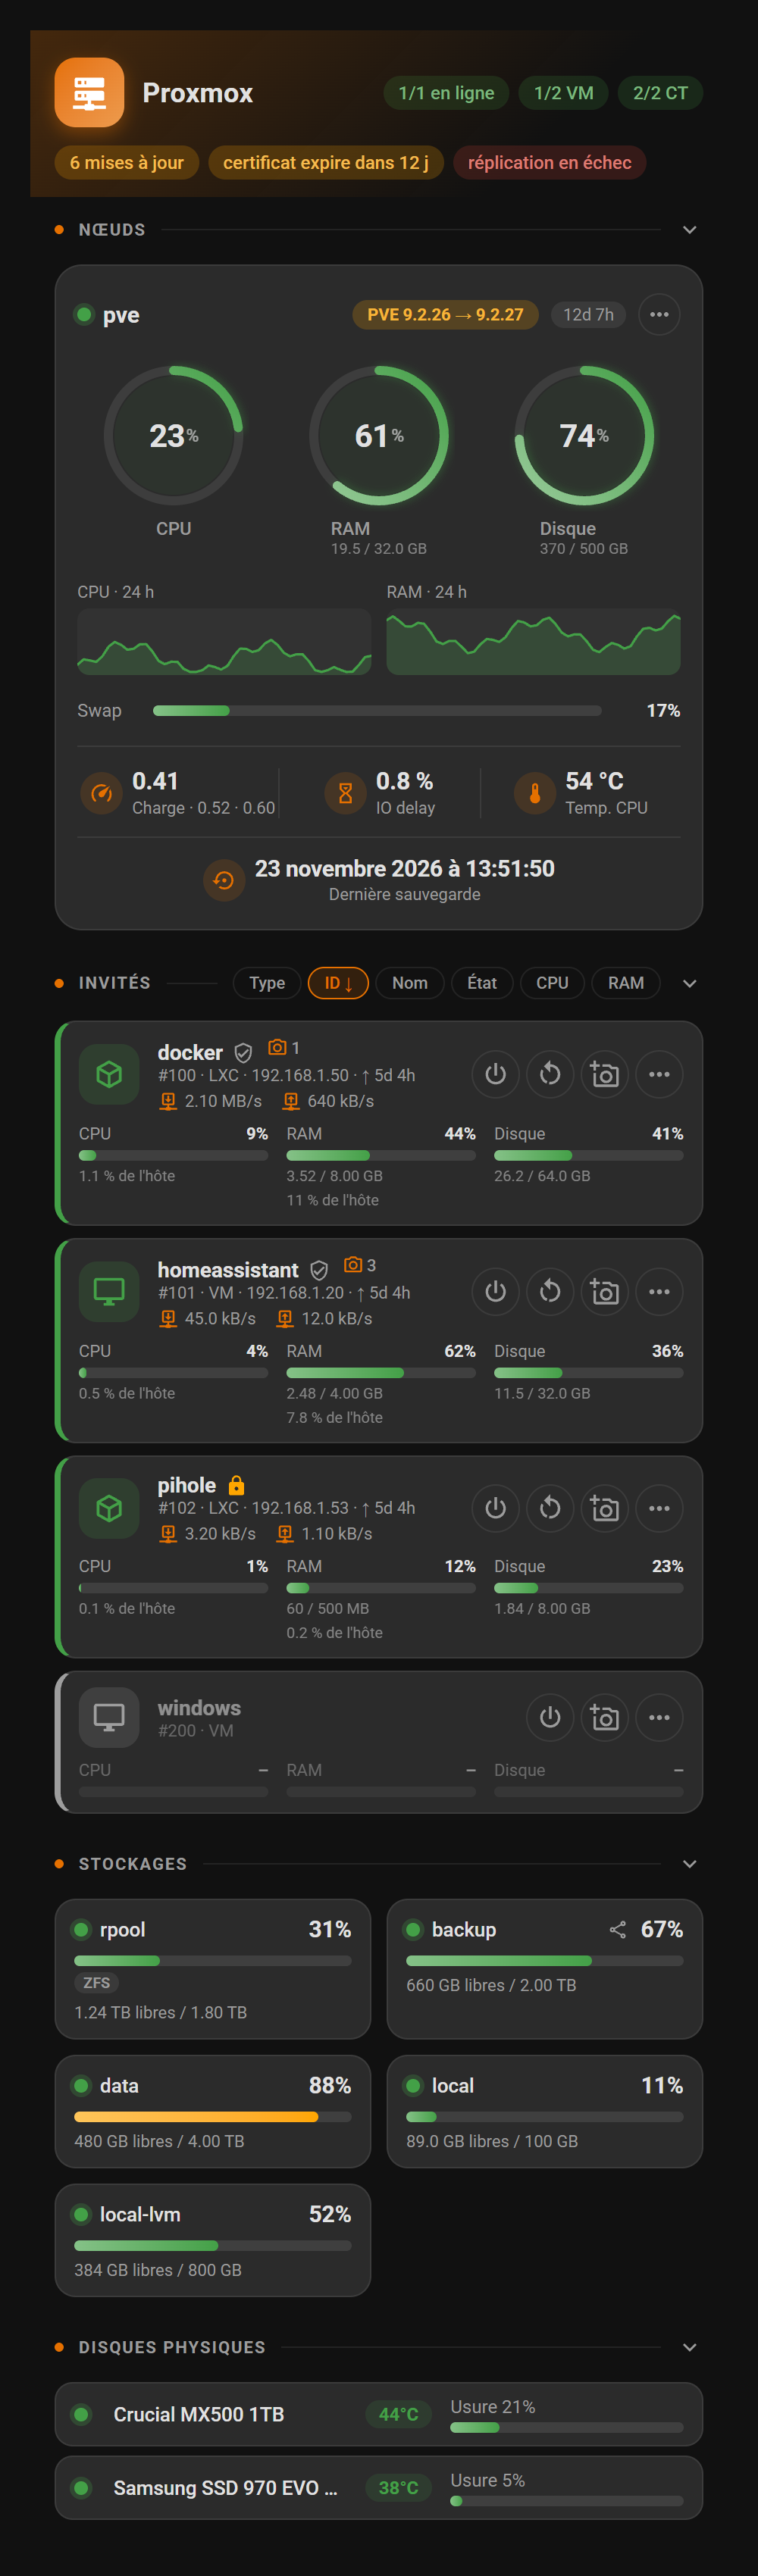 Proxmox
1/1 en ligne
1/2 VM
2/2 CT
6 mises à jour
certificat expire dans 12 j
réplication en échec
NŒUDS
pve
PVE 9.2.26 → 9.2.27
12d 7h
23%
61%
74%
CPU
RAM
19.5 / 32.0 GB
Disque
370 / 500 GB
CPU · 24 h
RAM · 24 h
Swap
17%
0.41
Charge · 0.52 · 0.60
0.8 %
IO delay
54 °C
Temp. CPU
23 novembre 2026 à 13:51:50
Dernière sauvegarde
INVITÉS
Type
ID ↓
Nom
État
CPU
RAM
docker
1
#100 · LXC · 192.168.1.50 · ↑ 5d 4h
2.10 MB/s
640 kB/s
CPU 9%
RAM 44%
Disque 41%
1.1 % de l'hôte
3.52 / 8.00 GB
26.2 / 64.0 GB
11 % de l'hôte
homeassistant
3
#101 · VM · 192.168.1.20 · ↑ 5d 4h
45.0 kB/s
12.0 kB/s
CPU 4%
RAM 62%
Disque 36%
0.5 % de l'hôte
2.48 / 4.00 GB
11.5 / 32.0 GB
7.8 % de l'hôte
pihole
#102 · LXC · 192.168.1.53 · ↑ 5d 4h
3.20 kB/s
1.10 kB/s
CPU 1%
RAM 12%
Disque 23%
0.1 % de l'hôte
60 / 500 MB
1.84 / 8.00 GB
0.2 % de l'hôte
windows
#200 · VM
CPU –
RAM –
Disque –
STOCKAGES
rpool
31%
ZFS
1.24 TB libres / 1.80 TB
backup
67%
660 GB libres / 2.00 TB
data
88%
480 GB libres / 4.00 TB
local
11%
89.0 GB libres / 100 GB
local-lvm
52%
384 GB libres / 800 GB
DISQUES PHYSIQUES
Crucial MX500 1TB
44°C
Usure 21%
Samsung SSD 970 EVO ...
38°C
Usure 5%